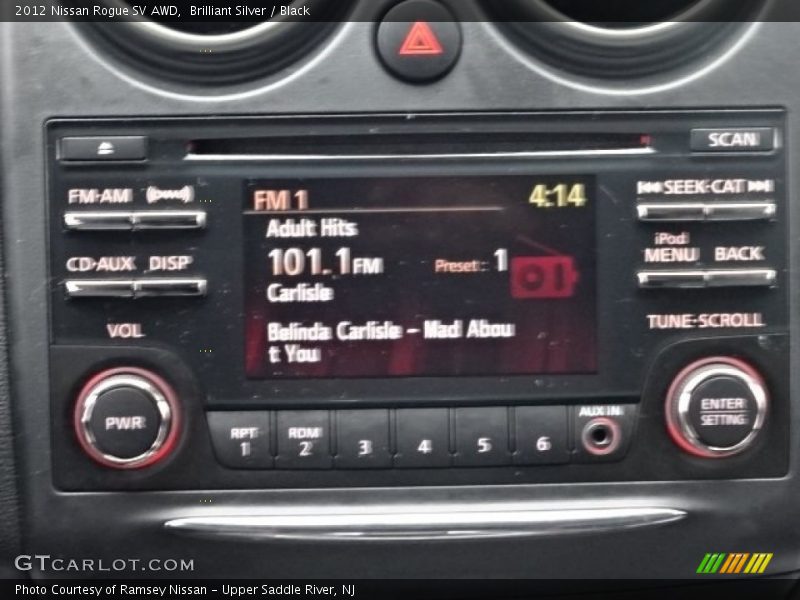 2012 Nissan Rogue SV AWD,  Brilliant Silver / Black
SCAN
FM·AM
SEEK·CAT
FM 1
4:14
Adult Hits
iPod
MENU
BACK
CD·AUX
DISP
101.1 FM
Preset: 1
Carlisle
TUNE·SCROLL
VOL
Belinda Carlisle - Mad Abou
t You
PWR
ENTER
SETTING
AUX IN
RPT
1
RDM
2
3
4
5
6
GTCARLOT.COM
Photo Courtesy of Ramsey Nissan - Upper Saddle River, NJ